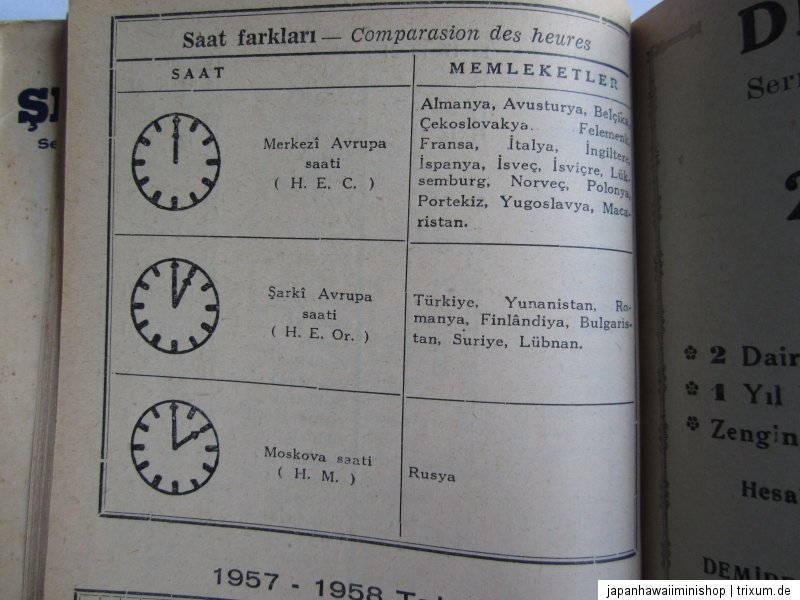 Saat farkları — Comparasion des heures
SAAT
MEMLEKETLER
Merkezî Avrupa
saati
( H. E. C. )
Almanya, Avusturya, Belçika,
Çekoslovakya. Felemenk,
Fransa, İtalya, İngiltere,
İspanya, İsveç, İsviçre, Lük-
semburg, Norveç, Polonya,
Portekiz, Yugoslavya, Maca-
ristan.
Şarkî Avrupa
saati
( H. E. Or. )
Türkiye, Yunanistan, Ro-
manya, Finlândiya, Bulgaris-
tan, Suriye, Lübnan.
Moskova saati
( H. M. )
Rusya
1957 - 1958
2
1 Yıl
Zengin
japanhawaiiminishop | trixum.de